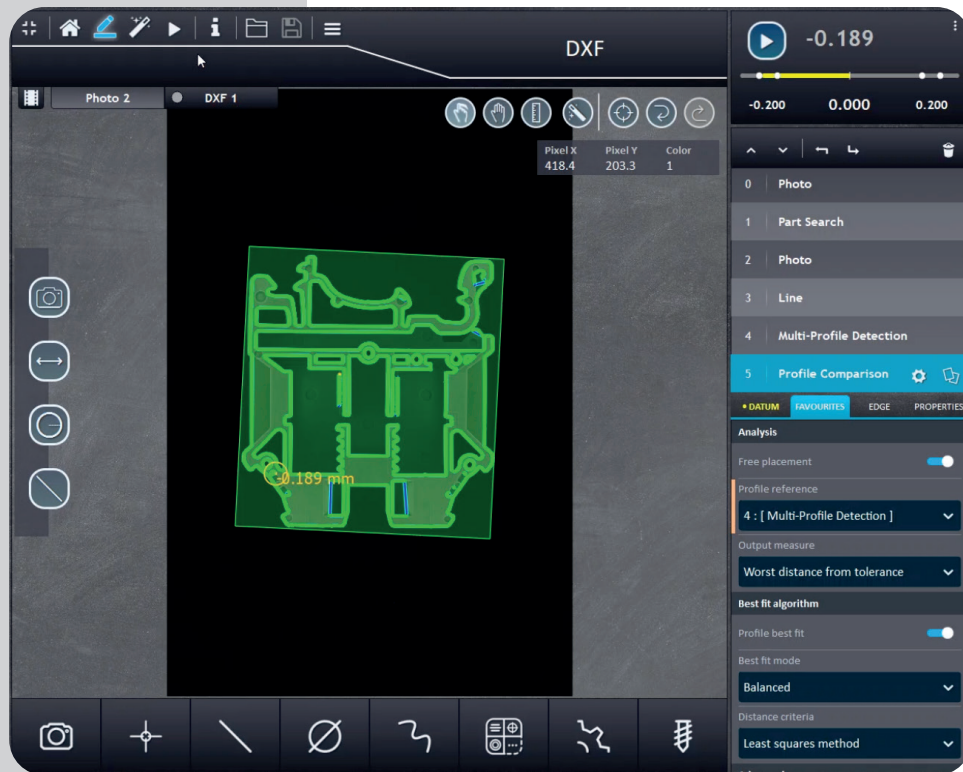 DXF
Photo 2
DXF 1
Pixel X Pixel Y Color
418.4 203.3 1
-0.189 mm
-0.189
-0.200 0.000 0.200
0 Photo
1 Part Search
2 Photo
3 Line
4 Multi-Profile Detection
5 Profile Comparison
DATUM FAVOURITES EDGE PROPERTIES
Analysis
Free placement
Profile reference
4 : [ Multi-Profile Detection ]
Output measure
Worst distance from tolerance
Best fit algorithm
Profile best fit
Best fit mode
Balanced
Distance criteria
Least squares method